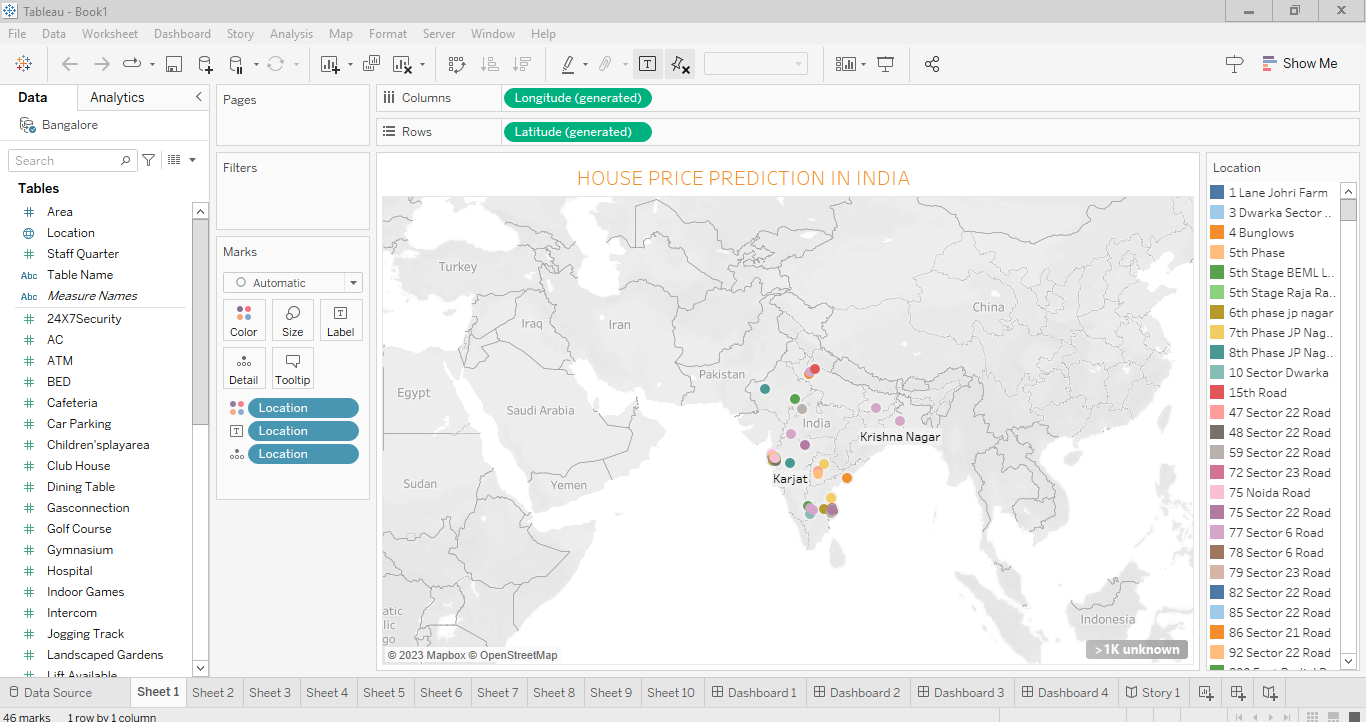 Tableau - Book1
File Data Worksheet Dashboard Story Analysis Map Format Server Window Help
Show Me
Data Analytics
Bangalore
Search
Tables
Area
Location
Staff Quarter
Abc Table Name
Abc Measure Names
24X7Security
AC
ATM
BED
Cafeteria
Car Parking
Children'splayarea
Club House
Dining Table
Gasconnection
Golf Course
Gymnasium
Hospital
Indoor Games
Intercom
Jogging Track
Landscaped Gardens
Lift Available
Pages
Filters
Marks
Automatic
Color Size Label
Detail Tooltip
Location
Location
Location
Columns Longitude (generated)
Rows Latitude (generated)
HOUSE PRICE PREDICTION IN INDIA
Turkey
China
Iraq
Iran
Pakistan
Egypt
Saudi Arabia
India
Krishna Nagar
Karjat
Sudan
Yemen
atic
lic
go
Indonesia
>1K unknown
© 2023 Mapbox © OpenStreetMap
Location
1 Lane Johri Farm
3 Dwarka Sector ..
4 Bunglows
5th Phase
5th Stage BEML L..
5th Stage Raja Ra..
6th phase jp nagar
7th Phase JP Nag..
8th Phase JP Nag..
10 Sector Dwarka
15th Road
47 Sector 22 Road
48 Sector 22 Road
59 Sector 22 Road
72 Sector 23 Road
75 Noida Road
75 Sector 22 Road
77 Sector 6 Road
78 Sector 6 Road
79 Sector 23 Road
82 Sector 22 Road
85 Sector 22 Road
86 Sector 21 Road
92 Sector 22 Road
Data Source Sheet 1 Sheet 2 Sheet 3 Sheet 4 Sheet 5 Sheet 6 Sheet 7 Sheet 8 Sheet 9 Sheet 10 Dashboard 1 Dashboard 2 Dashboard 3 Dashboard 4 Story 1
46 marks 1 row by 1 column